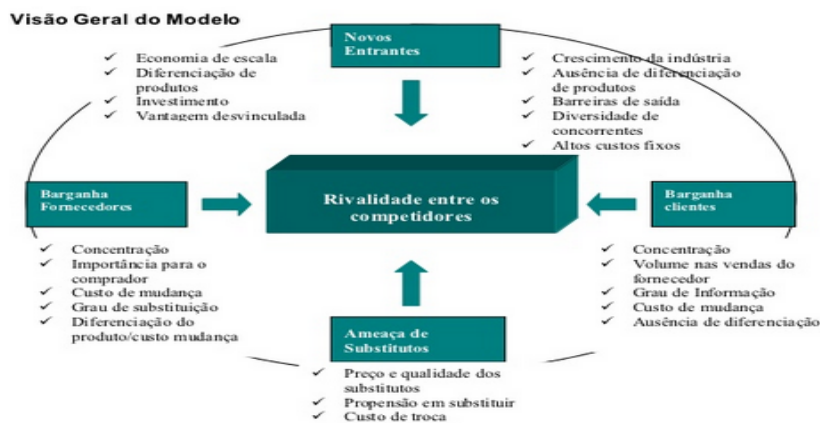 Visão Geral do Modelo
Novos
Entrantes
✓ Economia de escala
✓ Diferenciação de
produtos
✓ Investimento
✓ Vantagem desvinculada
✓ Crescimento da indústria
✓ Ausência de diferenciação
de produtos
✓ Barreiras de saída
✓ Diversidade de
concorrentes
✓ Altos custos fixos
Barganha
Fornecedores
Rivalidade entre os
competidores
Barganha
clientes
✓ Concentração
✓ Importância para o
comprador
✓ Custo de mudança
✓ Grau de substituição
✓ Diferenciação do
produto/custo mudança
✓ Concentração
✓ Volume nas vendas do
fornecedor
✓ Grau de Informação
✓ Custo de mudança
✓ Ausência de diferenciação
Ameaça de
Substitutos
✓ Preço e qualidade dos
substitutos
✓ Propensão em substituir
✓ Custo de troca